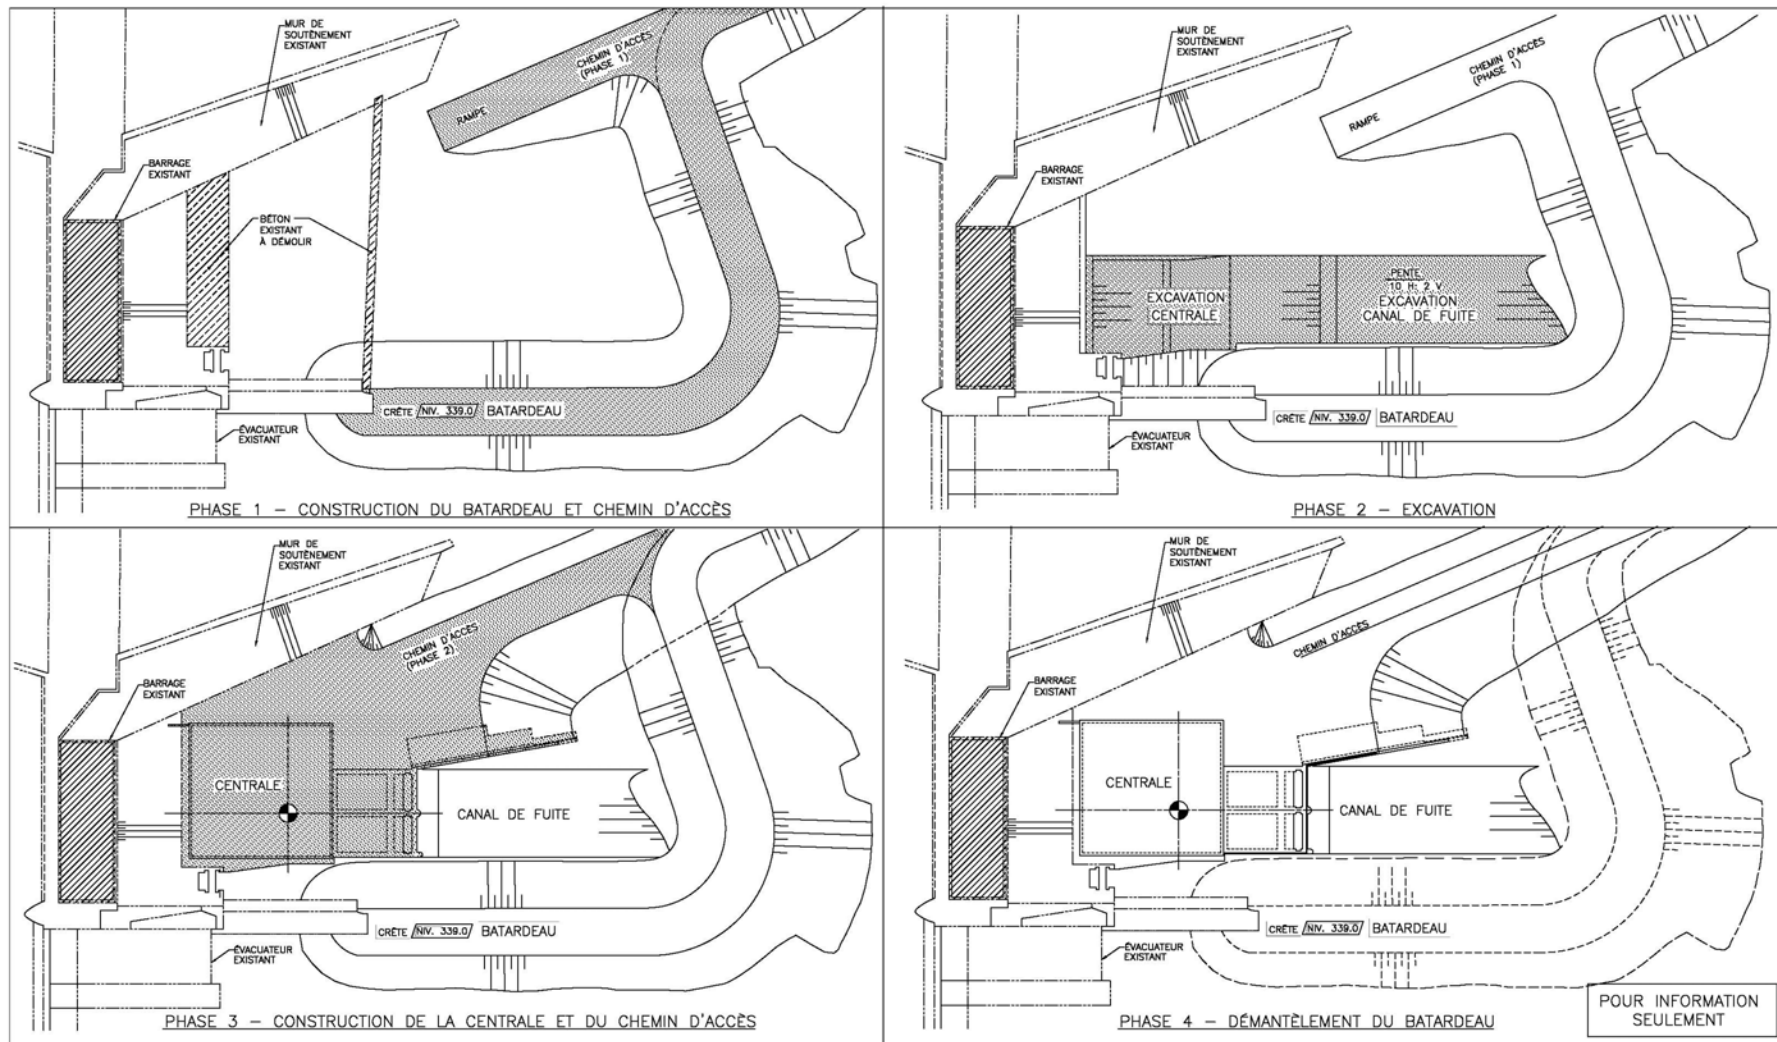 MUR DE
SOUTÈNEMENT
EXISTANT
CHEMIN D'ACCÈS
(PHASE 1)
RAMPE
BARRAGE
EXISTANT
BÉTON
EXISTANT
À DÉMOLIR
CRÊTE NIV. 339.0 BATARDEAU
ÉVACUATEUR
EXISTANT
PHASE 1 – CONSTRUCTION DU BATARDEAU ET CHEMIN D'ACCÈS
MUR DE
SOUTÈNEMENT
EXISTANT
CHEMIN D'ACCÈS
(PHASE 1)
RAMPE
BARRAGE
EXISTANT
EXCAVATION
CENTRALE
PENTE
10 H: 2 V
EXCAVATION
CANAL DE FUITE
CRÊTE NIV. 339.0 BATARDEAU
ÉVACUATEUR
EXISTANT
PHASE 2 – EXCAVATION
MUR DE
SOUTÈNEMENT
EXISTANT
CHEMIN D'ACCÈS
(PHASE 2)
BARRAGE
EXISTANT
CENTRALE
CANAL DE FUITE
CRÊTE NIV. 339.0 BATARDEAU
ÉVACUATEUR
EXISTANT
PHASE 3 – CONSTRUCTION DE LA CENTRALE ET DU CHEMIN D'ACCÈS
MUR DE
SOUTÈNEMENT
EXISTANT
CHEMIN D'ACCÈS
BARRAGE
EXISTANT
CENTRALE
CANAL DE FUITE
CRÊTE NIV. 339.0 BATARDEAU
ÉVACUATEUR
EXISTANT
PHASE 4 – DÉMANTÈLEMENT DU BATARDEAU
POUR INFORMATION
SEULEMENT